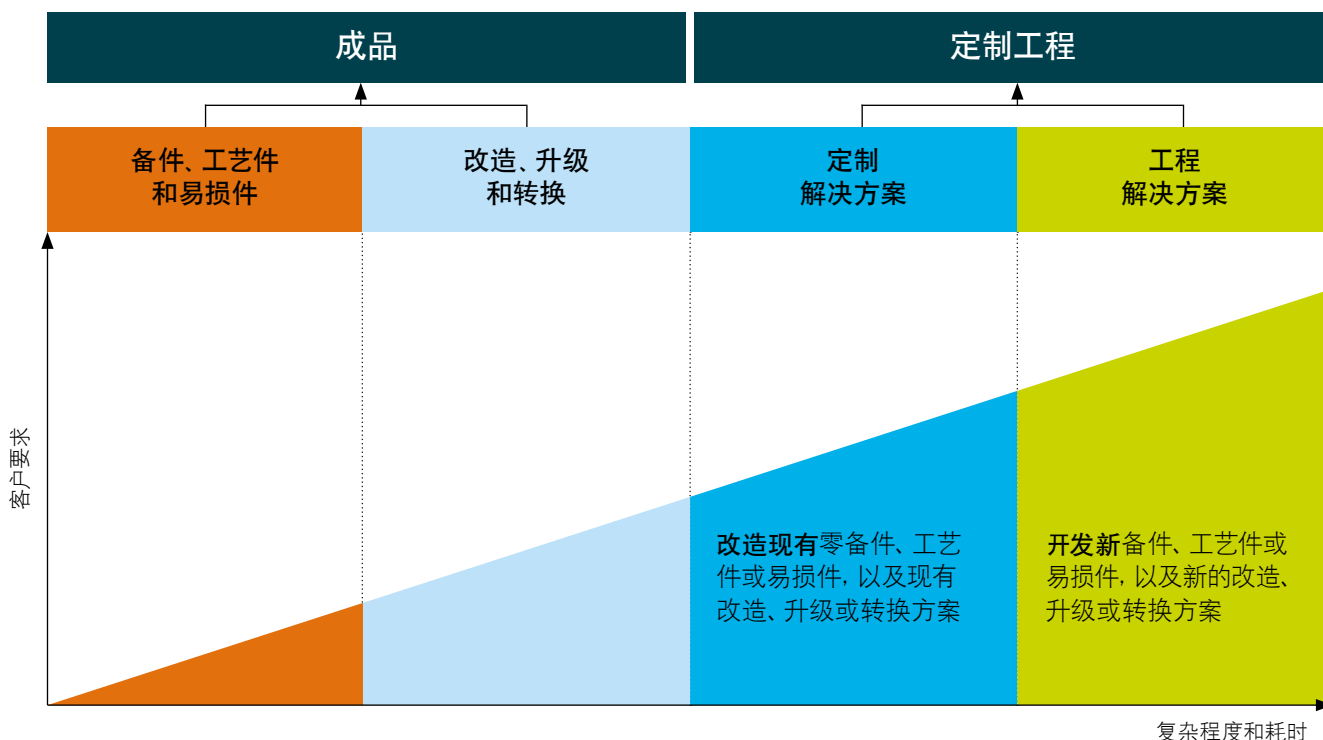 成品
定制工程
备件、工艺件
和易损件
改造、升级
和转换
定制
解决方案
工程
解决方案
客户要求
改造现有零备件、工艺
件或易损件, 以及现有
改造、升级或转换方案
开发新备件、工艺件或
易损件, 以及新的改造、
升级或转换方案
复杂程度和耗时